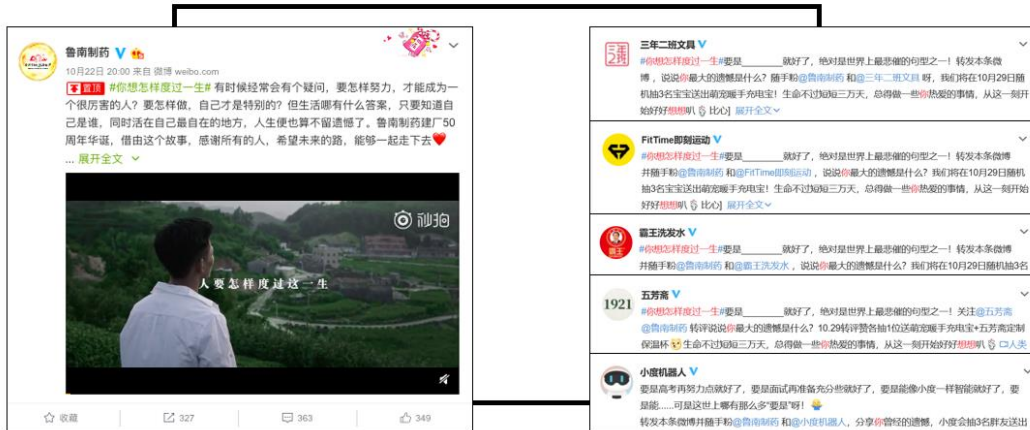 鲁南制药
10月22日 20:00 来自 微博 weibo.com
置顶 #你想怎样度过一生# 有时候经常会有个疑问，要怎样努力，才能成为一
个很厉害的人？要怎样做，自己才是特别的？但生活哪有什么答案，只要知道自
己是谁，同时活在自己最自在的地方，人生便也算不留遗憾了。鲁南制药建厂50
周年华诞，借由这个故事，感谢所有的人，希望未来的路，能够一起走下去
... 展开全文
秒拍
人要怎样度过这一生
收藏
327
363
349
三年二班文具
#你想怎样度过一生#要是________就好了，绝对是世界上最悲催的句型之一！转发本条微
博，说说你最大的遗憾是什么？随手粉@鲁南制药 和@三年二班文具 呀，我们将在10月29日随
机抽3名宝宝送出萌宠暖手充电宝！生命不过短短三万天，总得做一些你热爱的事情，从这一刻开
始好好想想叭 比心] 展开全文
FitTime即刻运动
#你想怎样度过一生#要是________就好了，绝对是世界上最悲催的句型之一！转发本条微博
并随手粉@鲁南制药 和@FitTime即刻运动 ，说说你最大的遗憾是什么？我们将在10月29日随机
抽3名宝宝送出萌宠暖手充电宝！生命不过短短三万天，总得做一些你热爱的事情，从这一刻开始
好好想想叭 比心] 展开全文
霸王洗发水
#你想怎样度过一生#要是________就好了，绝对是世界上最悲催的句型之一！转发本条微博
并随手粉@鲁南制药 和@霸王洗发水 ，说说你最大的遗憾是什么？我们将在10月29日随机抽3名
1921
五芳斋
#你想怎样度过一生#要是________就好了，绝对是世界上最悲催的句型之一！关注@五芳斋
@鲁南制药 转评说说你最大的遗憾是什么？10.29转评赞各抽1位送萌宠暖手充电宝+五芳斋定制
保温杯 生命不过短短三万天，总得做一些你热爱的事情，从这一刻开始好好想想叭 人类
小度机器人
要是高考再努力点就好了，要是面试再准备充分些就好了，要是能像小度一样智能就好了，要
是能......可是这世上哪有那么多“要是”呀！
转发本条微博并随手粉@鲁南制药 和@小度机器人，分享你曾经的遗憾，小度会抽3名胖友送出